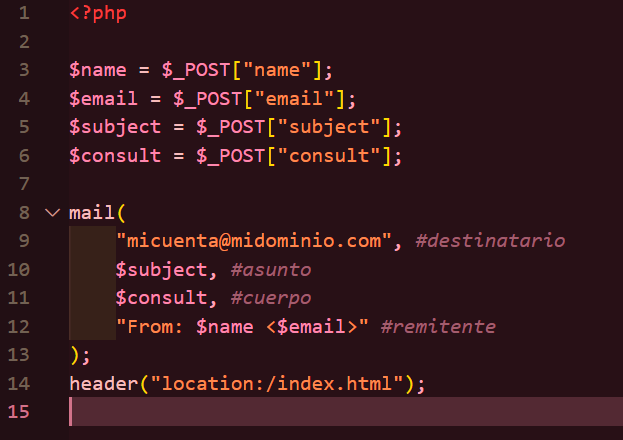 1 <?php
2
3 $name = $_POST["name"];
4 $email = $_POST["email"];
5 $subject = $_POST["subject"];
6 $consult = $_POST["consult"];
7
8 mail(
9 "micuenta@midominio.com", #destinatario
10 $subject, #asunto
11 $consult, #cuerpo
12 "From: $name <$email>" #remitente
13 );
14 header("location:/index.html");
15